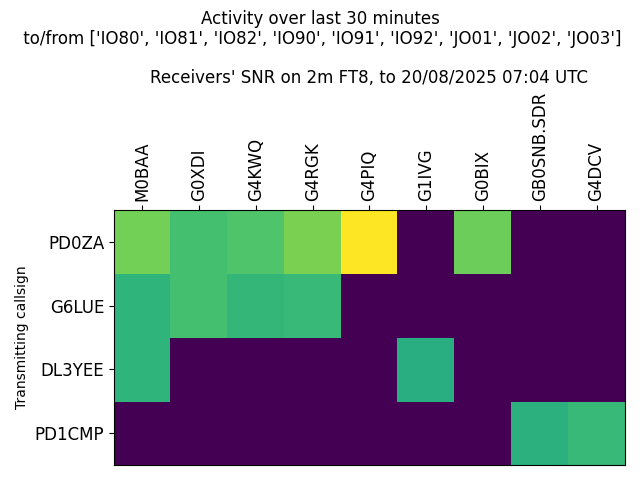 Activity over last 30 minutes
to/from ['IO80', 'IO81', 'IO82', 'IO90', 'IO91', 'IO92', 'JO01', 'JO02', 'JO03']
Receivers' SNR on 2m FT8, to 20/08/2025 07:04 UTC
M0BAA
G0XDI
G4KWQ
G4RGK
G4PIQ
G1IVG
G0BIX
GB0SNB.SDR
G4DCV
Transmitting callsign
PD0ZA
G6LUE
DL3YEE
PD1CMP